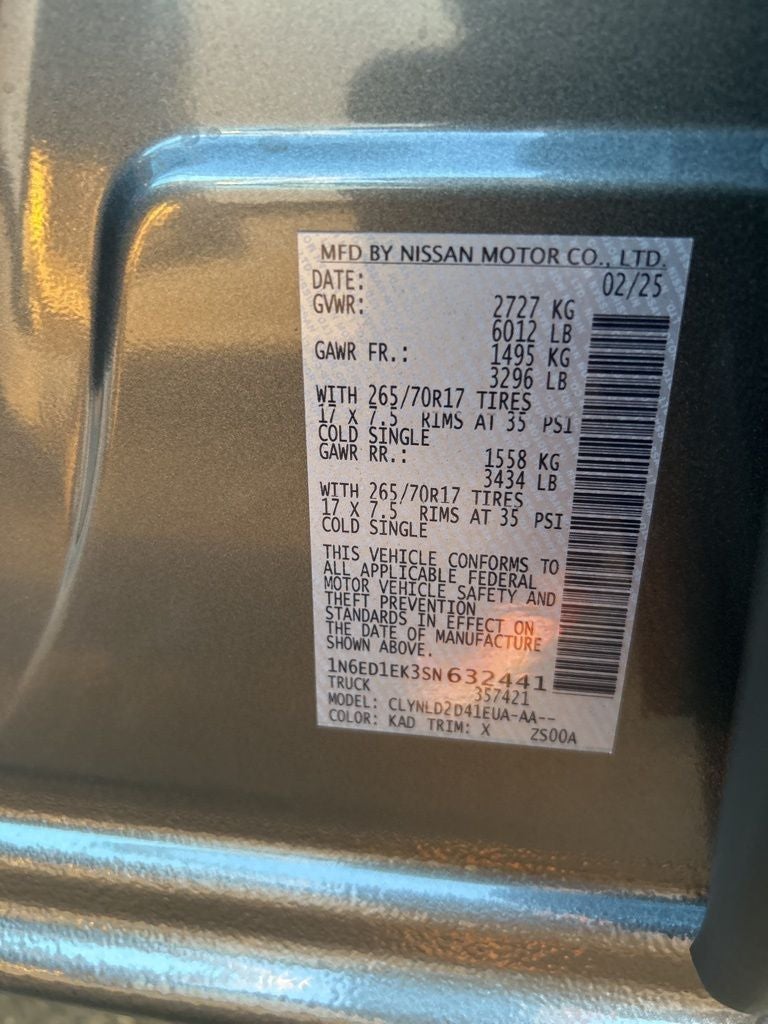 MFD BY NISSAN MOTOR CO., LTD.
DATE: 02/25
GVWR: 2727 KG
6012 LB
GAWR FR.: 1495 KG
3296 LB
WITH 265/70R17 TIRES
17 X 7.5 RIMS AT 35 PSI
COLD SINGLE
GAWR RR.: 1558 KG
3434 LB
WITH 265/70R17 TIRES
17 X 7.5 RIMS AT 35 PSI
COLD SINGLE
THIS VEHICLE CONFORMS TO
ALL APPLICABLE FEDERAL
MOTOR VEHICLE SAFETY AND
THEFT PREVENTION
STANDARDS IN EFFECT ON
THE DATE OF MANUFACTURE
SHOWN ABOVE.
1N6ED1EK3SN632441
TRUCK 357421
MODEL: CLYNLD2D41EUA-AA--
COLOR: KAD TRIM: X ZS00A